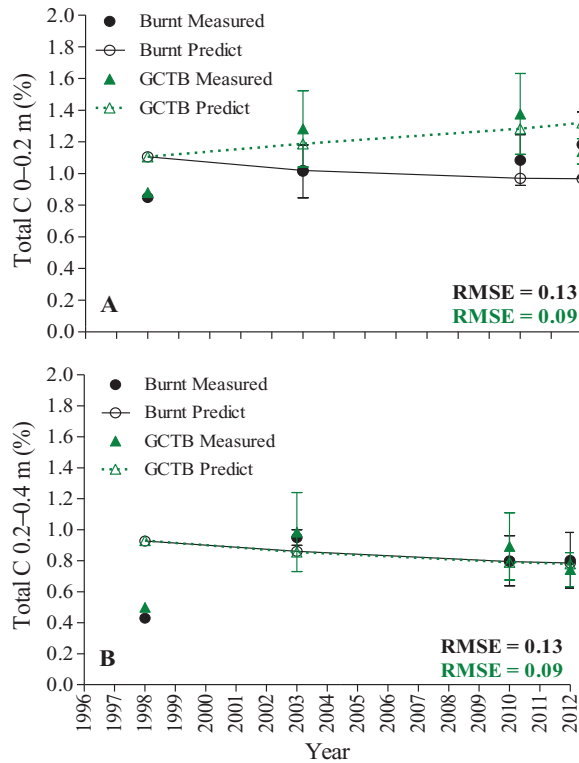 Total C 0–0.2 m (%)
2.0
1.8
1.6
1.4
1.2
1.0
0.8
0.6
0.4
0.2
0.0
Burnt Measured
Burnt Predict
GCTB Measured
GCTB Predict
A
RMSE = 0.13
RMSE = 0.09
Total C 0.2–0.4 m (%)
2.0
1.8
1.6
1.4
1.2
1.0
0.8
0.6
0.4
0.2
0.0
Burnt Measured
Burnt Predict
GCTB Measured
GCTB Predict
B
RMSE = 0.13
RMSE = 0.09
1996
1997
1998
1999
2000
2001
2002
2003
2004
2005
2006
2007
2008
2009
2010
2011
2012
Year